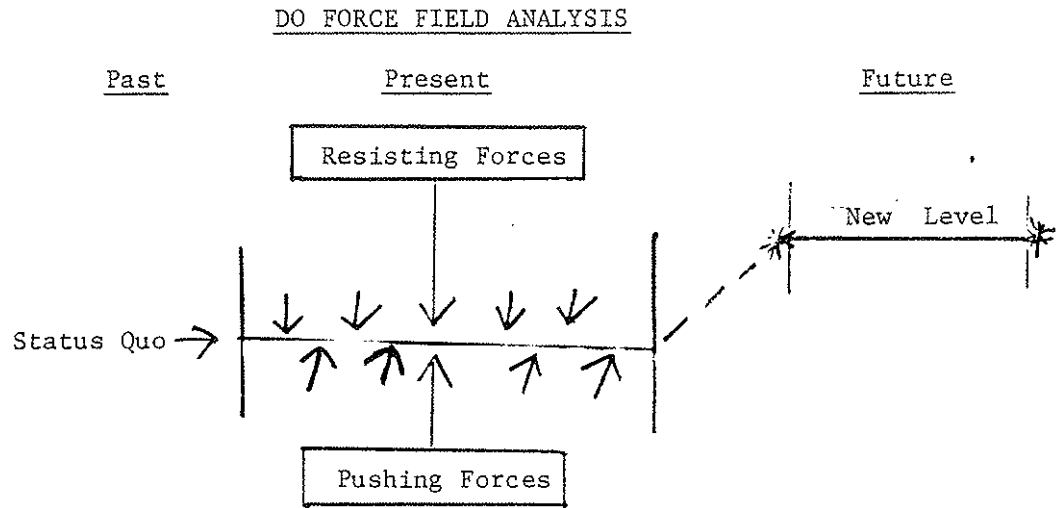 DO FORCE FIELD ANALYSIS
Past Present Future
Resisting Forces
New Level
Status Quo
Pushing Forces